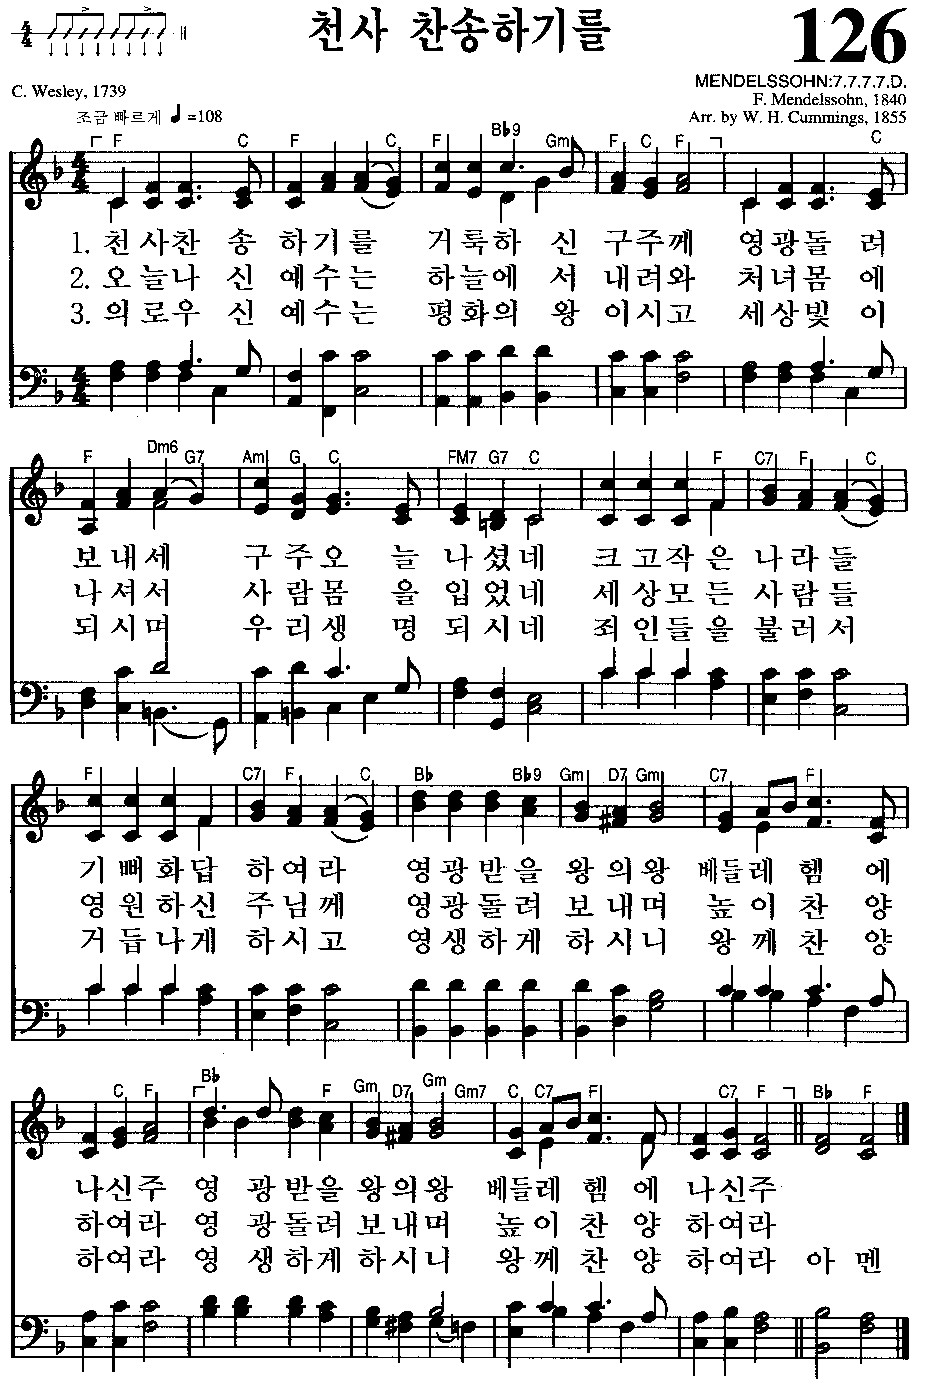 천사 찬송하기를
126
MENDELSSOHN:7.7.7.7.D.
C. Wesley, 1739
F. Mendelssohn, 1840
조금 빠르게 ♩=108
Arr. by W. H. Cummings, 1855
F C F C F B♭9 Gm F C F C
1. 천 사 찬 송 하 기 를 거 룩 하 신 구 주 께 영 광 돌 려
2. 오 늘 나 신 예 수 는 하 늘 에 서 내 려 와 처 녀 몸 에
3. 의 로 우 신 예 수 는 평 화 의 왕 이 시 고 세 상 빛 이
F Dm6 G7 Am G C FM7 G7 C F C7 F C
보 내 세 구 주 오 늘 나 셨 네 크 고 작 은 나 라 들
나 셔 서 사 람 몸 을 입 었 네 세 상 모 든 사 람 들
되 시 며 우 리 생 명 되 시 네 죄 인 들 을 불 러 서
F C7 F C B♭ B♭9 Gm D7 Gm C7 F
기 뻐 화 답 하 여 라 영 광 받 을 왕 의 왕 베들레 헴 에
영 원 하 신 주 님 께 영 광 돌 려 보 내 며 높 이 찬 양
거 듭 나 게 하 시 고 영 생 하 게 하 시 니 왕 께 찬 양
C F B♭ F Gm D7 Gm Gm7 C C7 F C7 F B♭ F
나 신 주 영 광 받 을 왕 의 왕 베들레 헴 에 나 신 주
하 여 라 영 광 돌 려 보 내 며 높 이 찬 양 하 여 라
하 여 라 영 생 하 게 하 시 니 왕 께 찬 양 하 여 라 아 멘